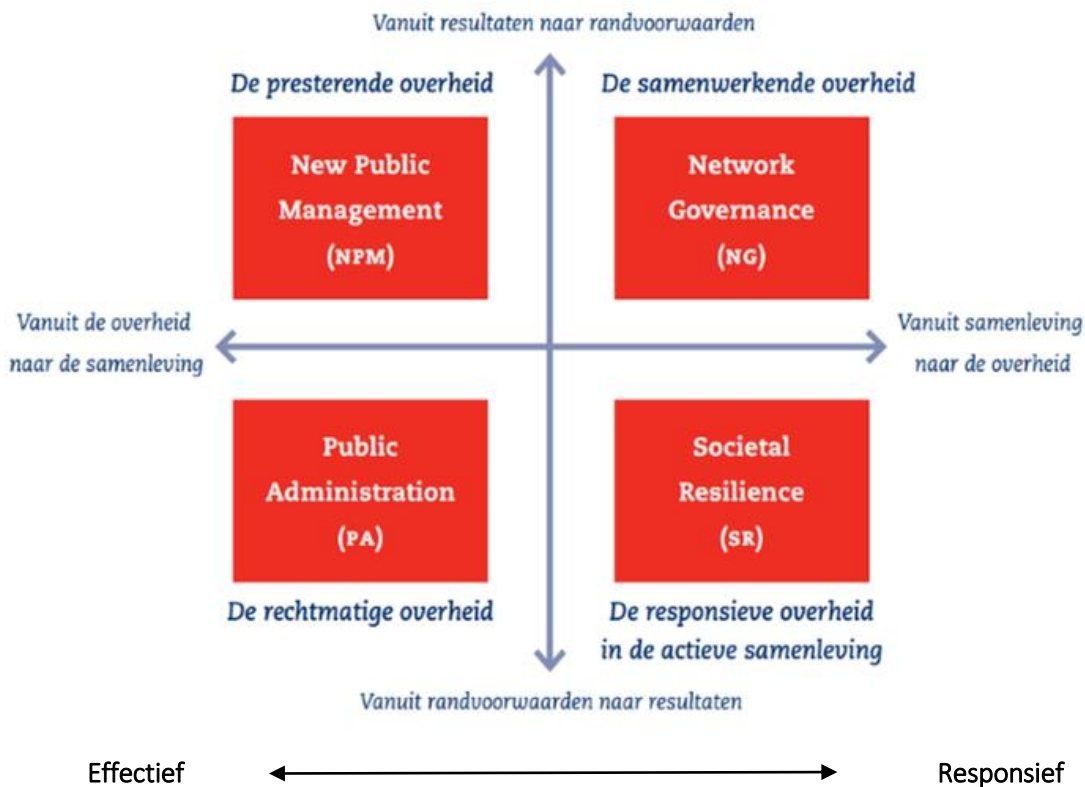 Vanuit resultaten naar randvoorwaarden
De presterende overheid
De samenwerkende overheid
New Public
Management
(NPM)
Network
Governance
(NG)
Vanuit de overheid
naar de samenleving
Vanuit samenleving
naar de overheid
Public
Administration
(PA)
Societal
Resilience
(SR)
De rechtmatige overheid
De responsieve overheid
in de actieve samenleving
Vanuit randvoorwaarden naar resultaten
Effectief
Responsief